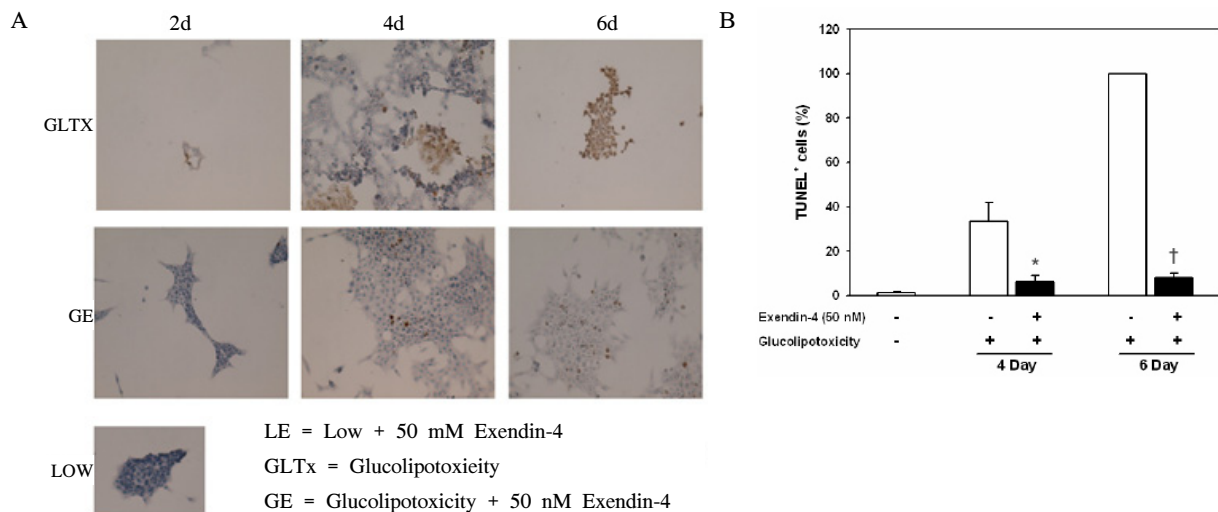 A
2d 4d 6d
GLTX
GE
LOW
LE = Low + 50 mM Exendin-4
GLTx = Glucolipotoxieity
GE = Glucolipotoxicity + 50 nM Exendin-4
B
TUNEL+ cells (%)
120
100
80
60
40
20
0
* †
Exendin-4 (50 nM) - - + - +
Glucolipotoxicity - + + + +
4 Day 6 Day